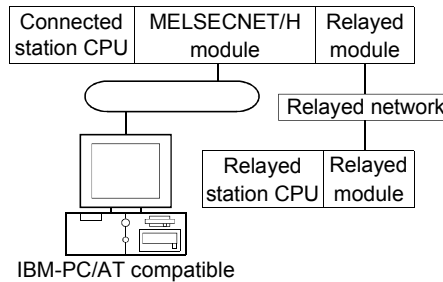 Connected station CPU
MELSECNET/H module
Relayed module
Relayed network
Relayed station CPU
Relayed module
IBM-PC/AT compatible